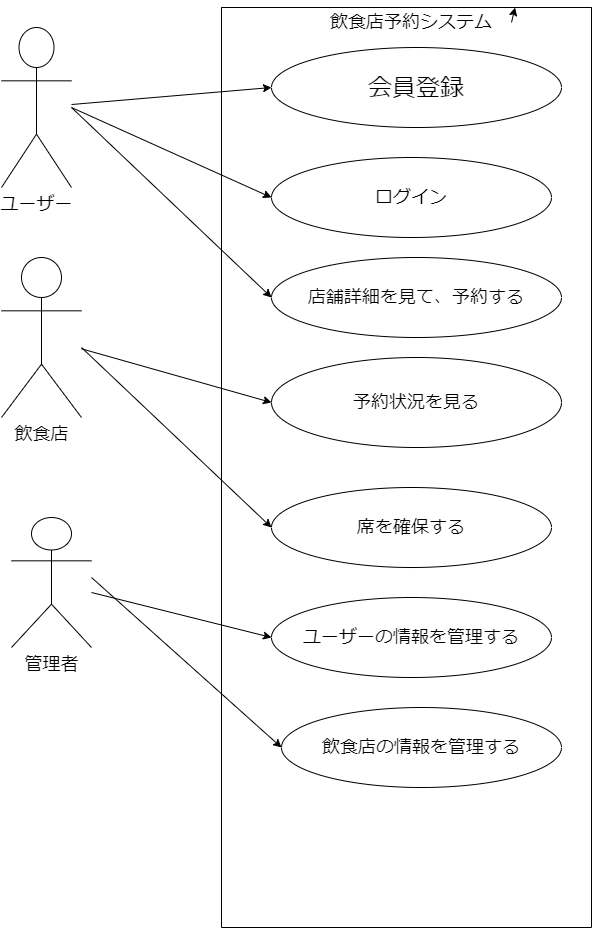 飲食店予約システム
会員登録
ログイン
ユーザー
店舗詳細を見て、予約する
予約状況を見る
飲食店
席を確保する
ユーザーの情報を管理する
管理者
飲食店の情報を管理する